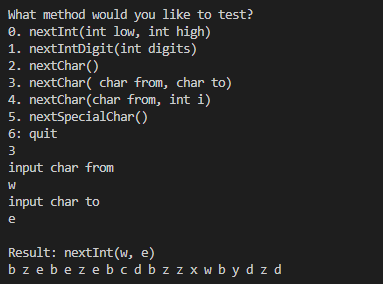 What method would you like to test?
0. nextInt(int low, int high)
1. nextIntDigit(int digits)
2. nextChar()
3. nextChar( char from, char to)
4. nextChar(char from, int i)
5. nextSpecialChar()
6: quit
3
input char from
w
input char to
e
Result: nextInt(w, e)
b z e b e z e b c d b z z x w b y d z d